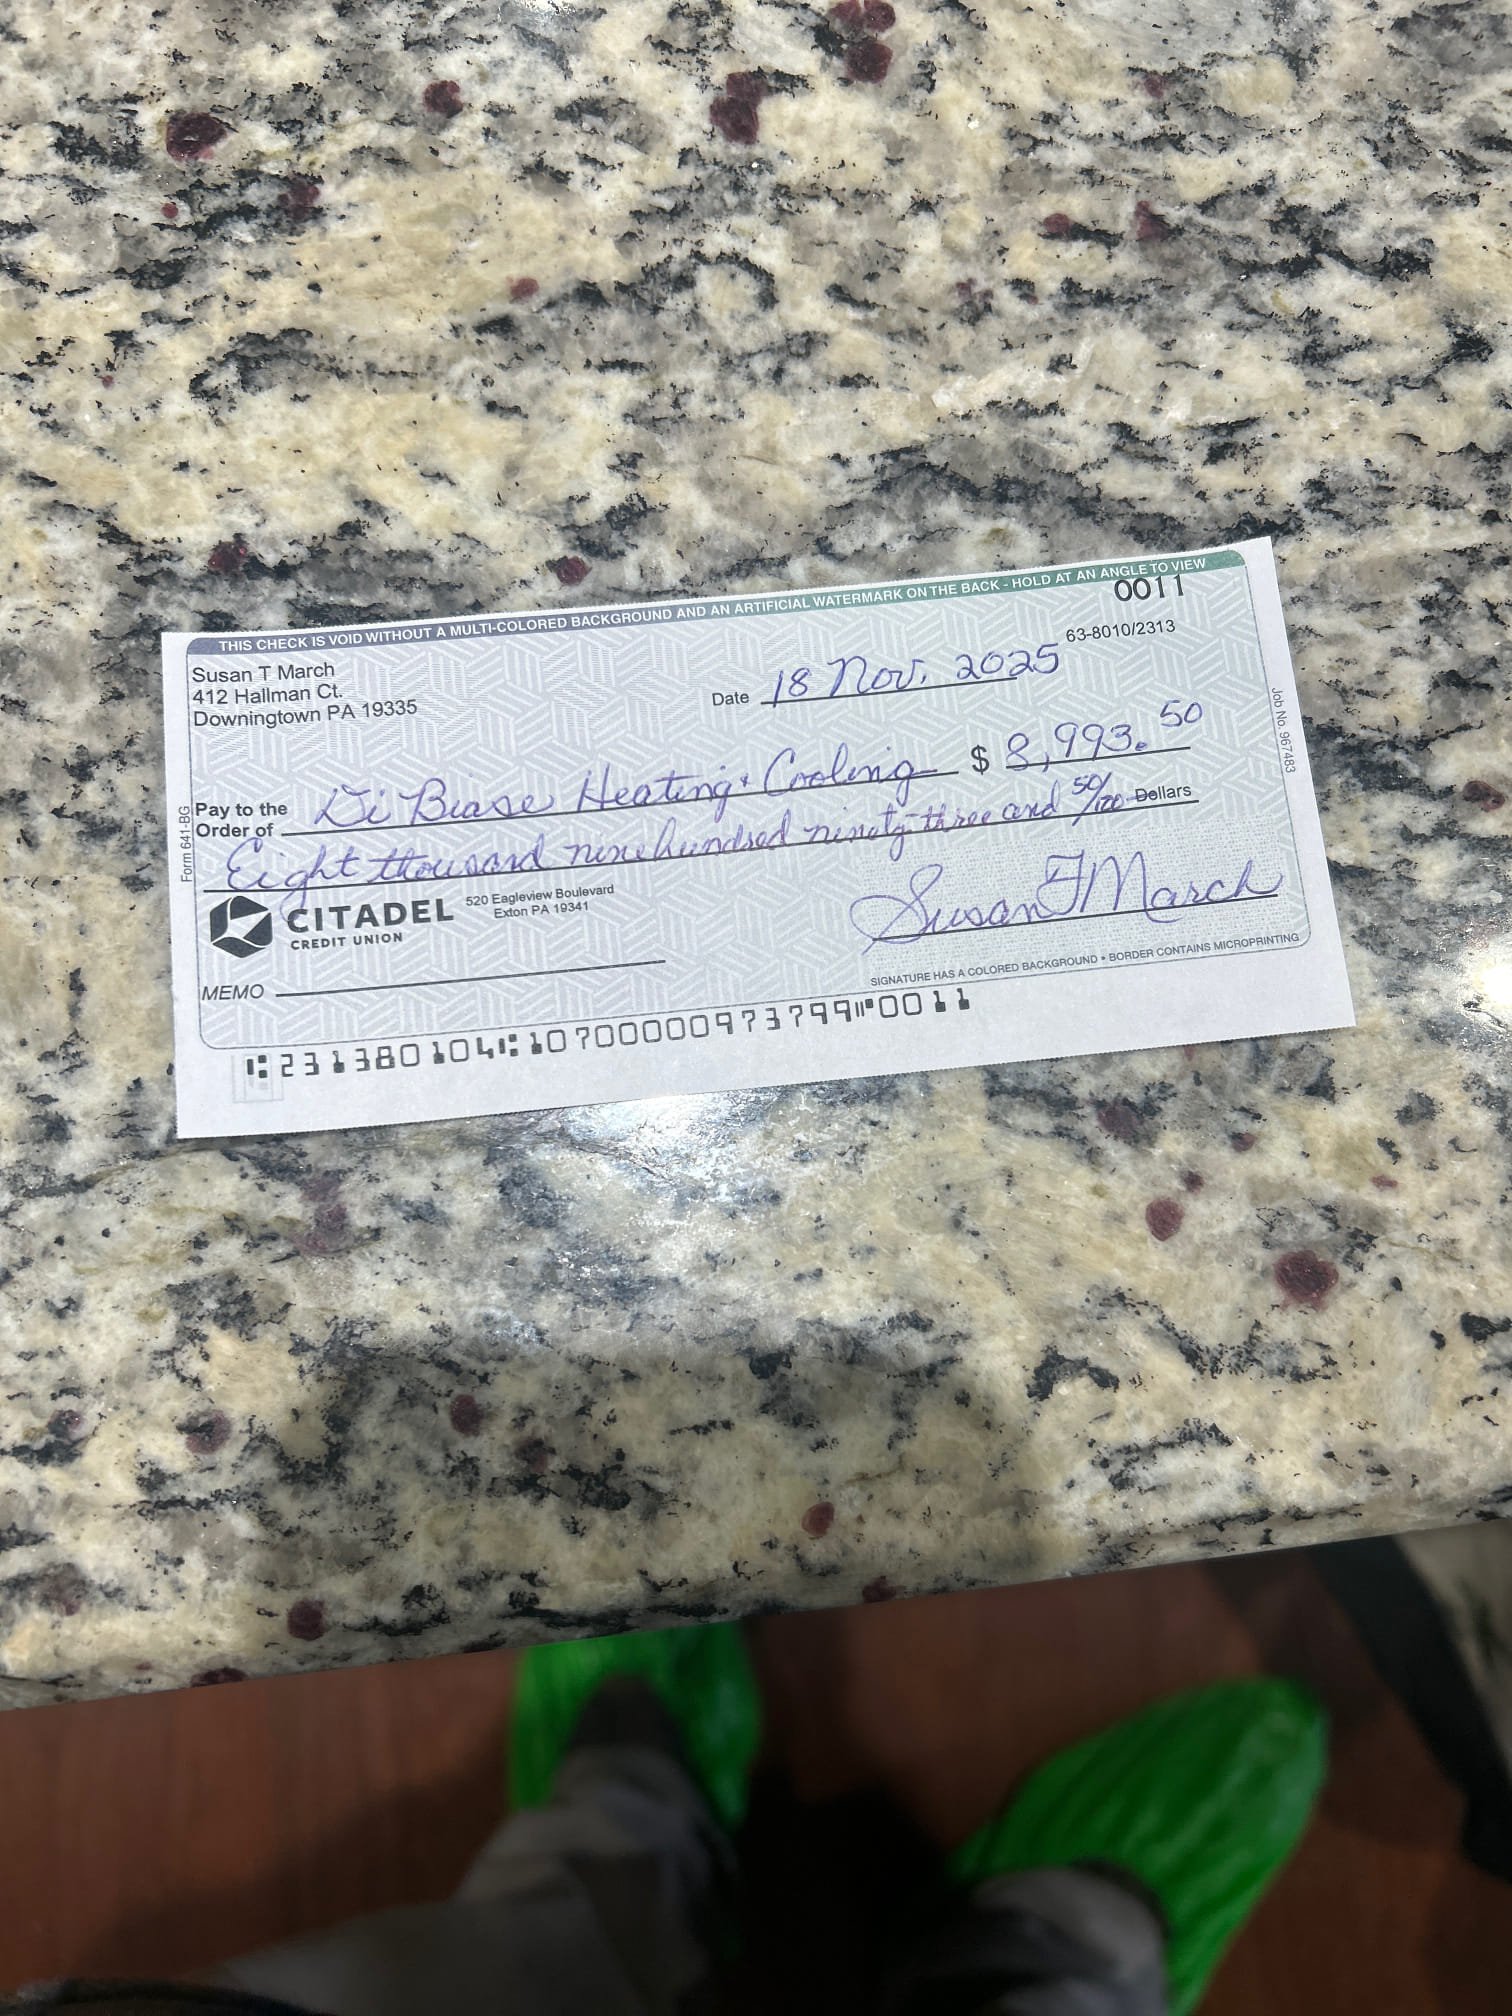 THIS CHECK IS VOID WITHOUT A MULTI-COLORED BACKGROUND AND AN ARTIFICIAL WATERMARK ON THE BACK - HOLD AT AN ANGLE TO VIEW
0011
63-8010/2313
Susan T March
412 Hallman Ct.
Downingtown PA 19335
Date 18 Nov. 2025
Pay to the
Order of Di Biase Heating + Cooling $ 8,993.50
Eight thousand nine hundred ninety-three and 50/100 Dollars
CITADEL
CREDIT UNION
520 Eagleview Boulevard
Exton PA 19341
Susan T March
MEMO
SIGNATURE HAS A COLORED BACKGROUND • BORDER CONTAINS MICROPRINTING
⑆231380104⑆ 10700000973799⑈0011
Form 641-BG
Job No. 967483